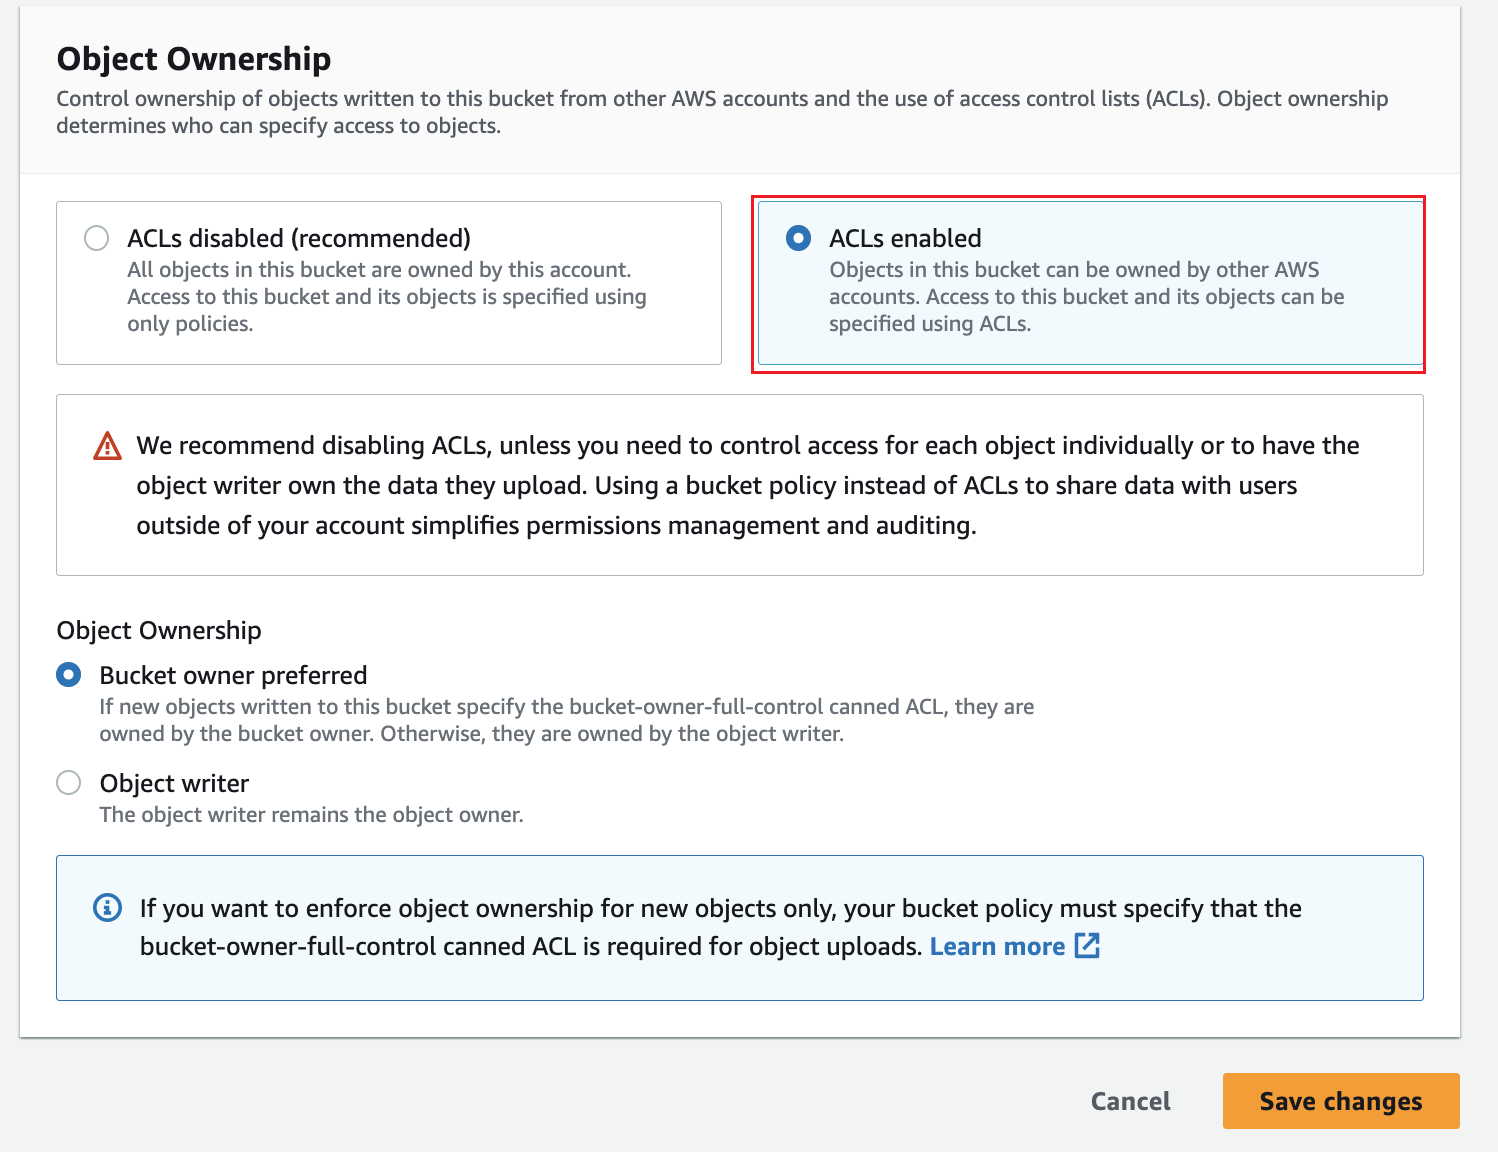 Object Ownership
Control ownership of objects written to this bucket from other AWS accounts and the use of access control lists (ACLs). Object ownership
determines who can specify access to objects.
ACLs disabled (recommended)
All objects in this bucket are owned by this account.
Access to this bucket and its objects is specified using
only policies.
ACLs enabled
Objects in this bucket can be owned by other AWS
accounts. Access to this bucket and its objects can be
specified using ACLs.
We recommend disabling ACLs, unless you need to control access for each object individually or to have the
object writer own the data they upload. Using a bucket policy instead of ACLs to share data with users
outside of your account simplifies permissions management and auditing.
Object Ownership
Bucket owner preferred
If new objects written to this bucket specify the bucket-owner-full-control canned ACL, they are
owned by the bucket owner. Otherwise, they are owned by the object writer.
Object writer
The object writer remains the object owner.
If you want to enforce object ownership for new objects only, your bucket policy must specify that the
bucket-owner-full-control canned ACL is required for object uploads. Learn more
Cancel
Save changes